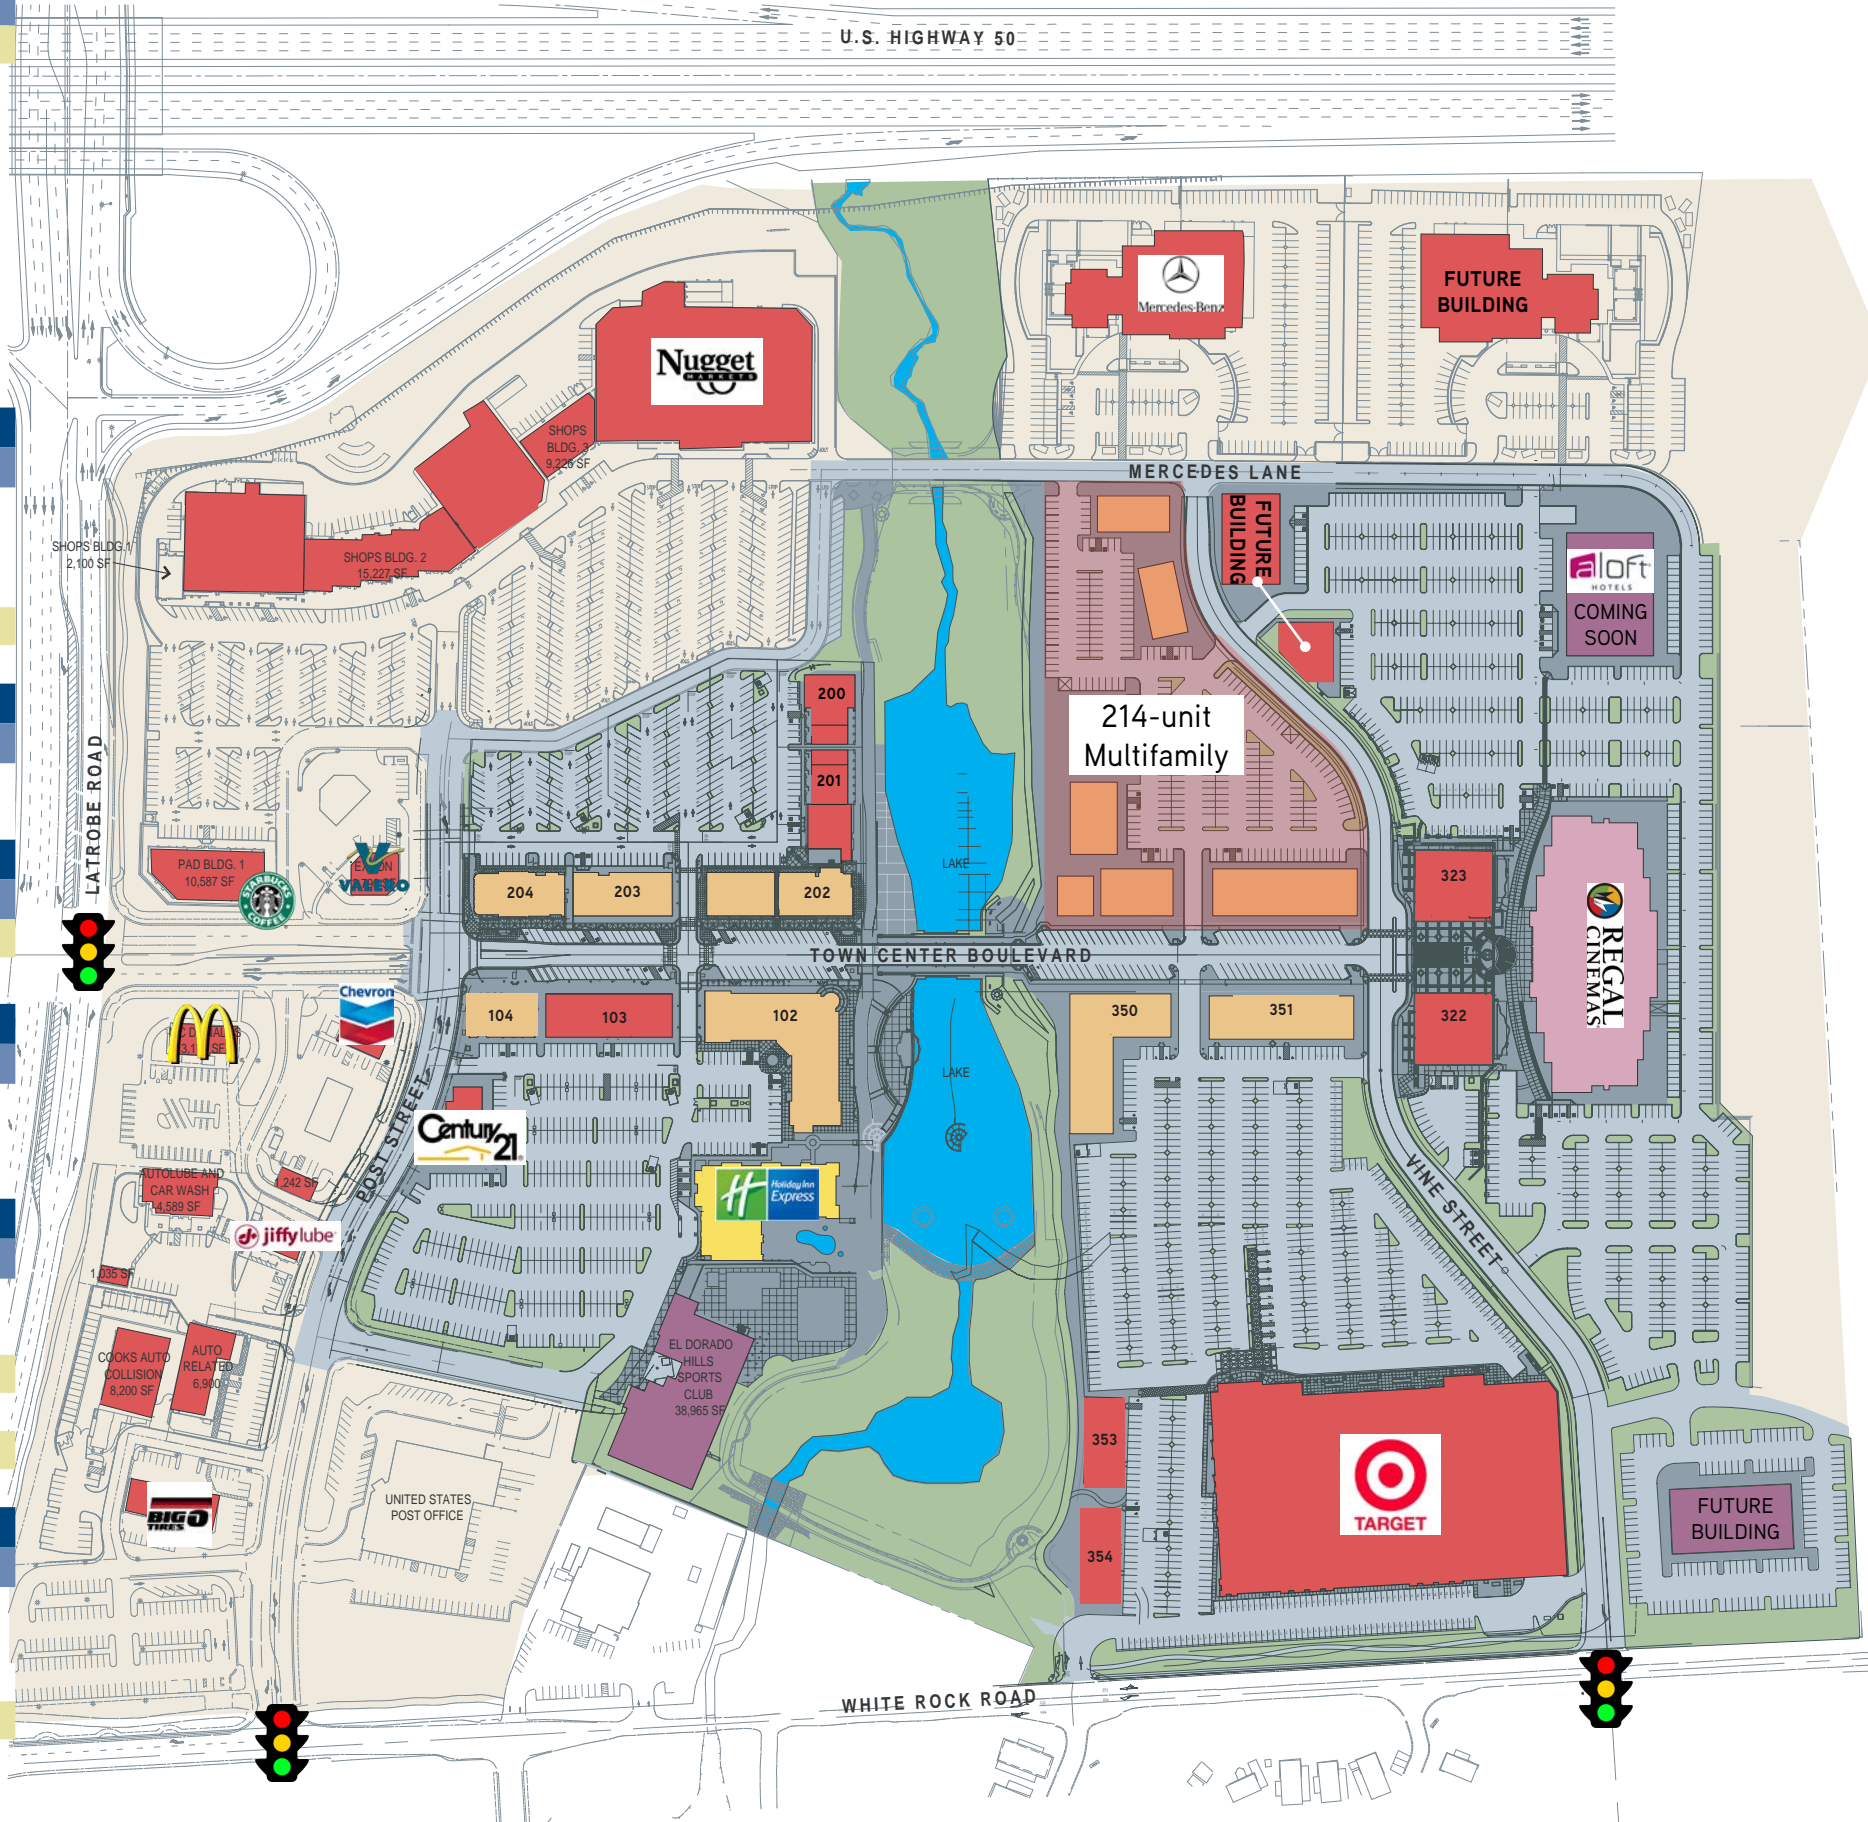 U.S. HIGHWAY 50
Mercedes-Benz
FUTURE
BUILDING
Nugget
MARKETS
SHOPS
BLDG. 3
9,226 SF
MERCEDES LANE
FUTURE
BUILDING
SHOPS BLDG.1
2,100 SF
SHOPS BLDG. 2
15,227 SF
aloft
HOTELS
COMING
SOON
200
201
214-unit
Multifamily
LATROBE ROAD
PAD BLDG. 1
10,587 SF
STARBUCKS
COFFEE
VALERO
204
203
202
LAKE
323
REGAL
CINEMAS
TOWN CENTER BOULEVARD
Chevron
104
103
102
350
351
322
LAKE
POST STREET
Century
21
AUTOLUBE AND
CAR WASH
4,589 SF
1,242 SF
Holiday Inn
Express
VINE STREET
jiffylube
1,035 SF
COOKS AUTO
COLLISION
8,200 SF
AUTO
RELATED
6,900
EL DORADO
HILLS
SPORTS
CLUB
38,965 SF
353
TARGET
BIG O
TIRES
UNITED STATES
POST OFFICE
FUTURE
BUILDING
354
WHITE ROCK ROAD